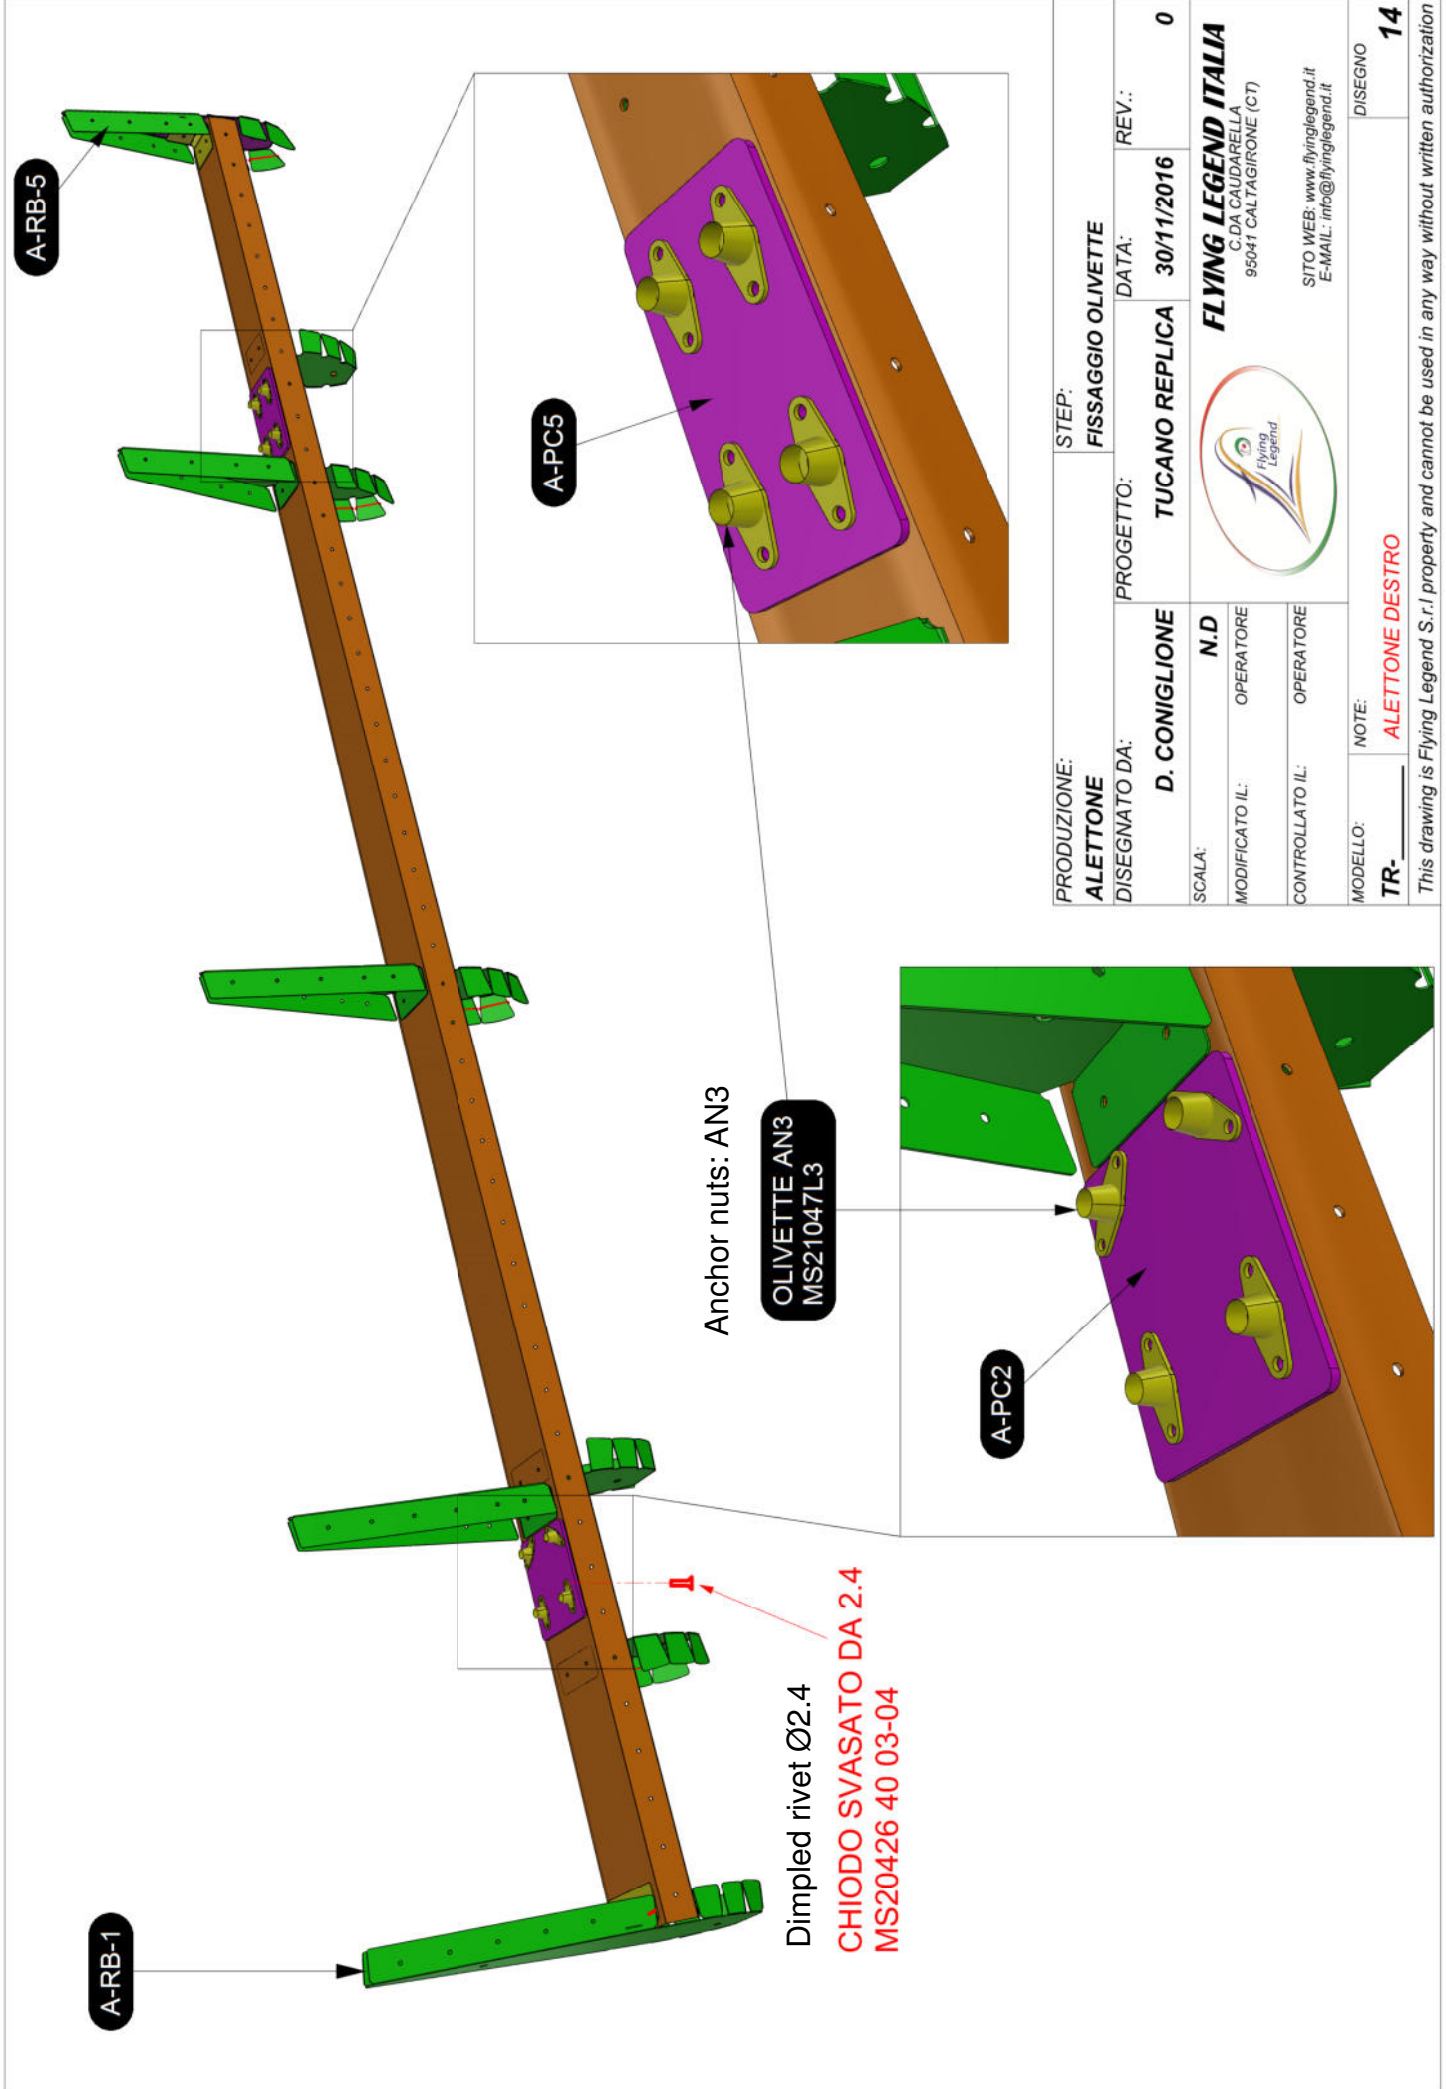 A-RB-5
A-RB-1
A-PC5
Anchor nuts: AN3
OLIVETTE AN3
MS21047L3
A-PC2
Dimpled rivet Ø2.4
CHIODO SVASATO DA 2.4
MS20426 40 03-04
PRODUZIONE:
ALETTONE
STEP:
FISSAGGIO OLIVETTE
DISEGNATO DA:
D. CONIGLIONE
PROGETTO:
TUCANO REPLICA
DATA:
30/11/2016
REV.:
0
SCALA:
N.D
MODIFICATO IL:
OPERATORE
CONTROLLATO IL:
OPERATORE
Flying
Legend
FLYING LEGEND ITALIA
C.DA CAUDARELLA
95041 CALTAGIRONE (CT)
SITO WEB: www.flyinglegend.it
E-MAIL: info@flyinglegend.it
MODELLO:
TR-______
NOTE:
ALETTONE DESTRO
DISEGNO
14
This drawing is Flying Legend S.r.l property and cannot be used in any way without written authorization